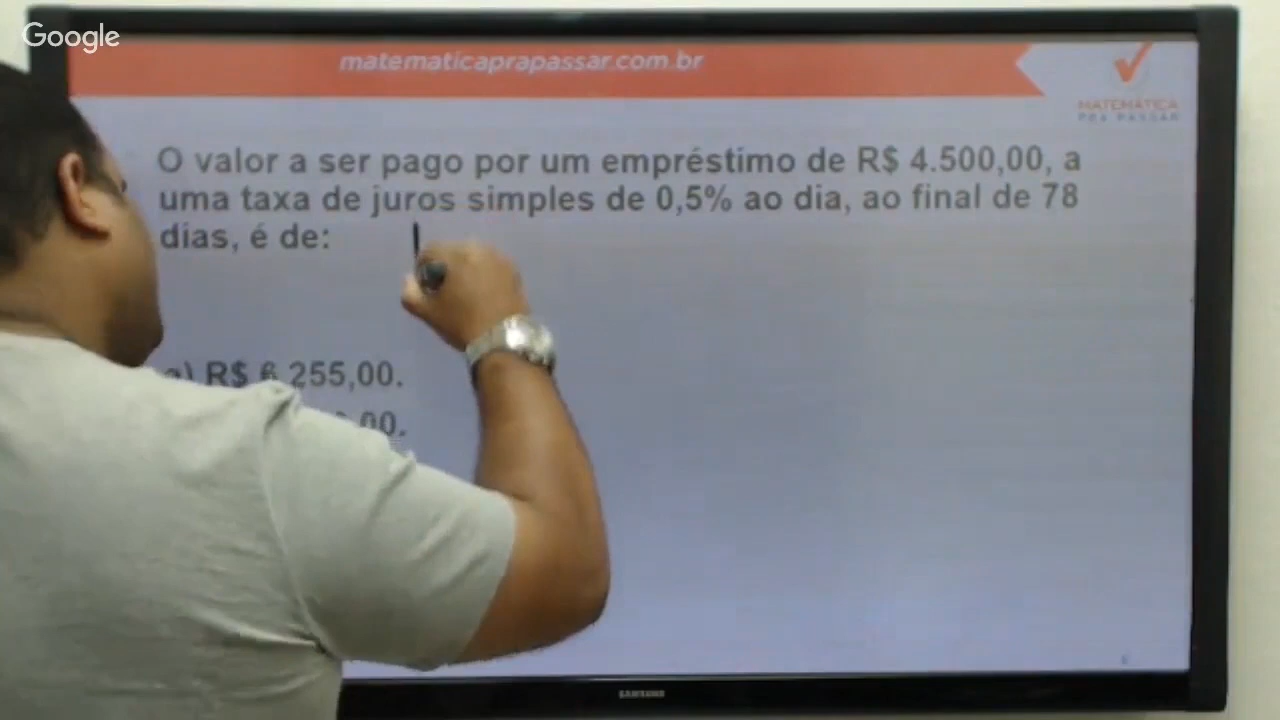 Google
matematicaprapassar.com.br
MATEMÁTICA
PRA PASSAR
O valor a ser pago por um empréstimo de R$ 4.500,00, a
uma taxa de juros simples de 0,5% ao dia, ao final de 78
dias, é de:
a) R$ 6.255,00.
00.
SAMSUNG